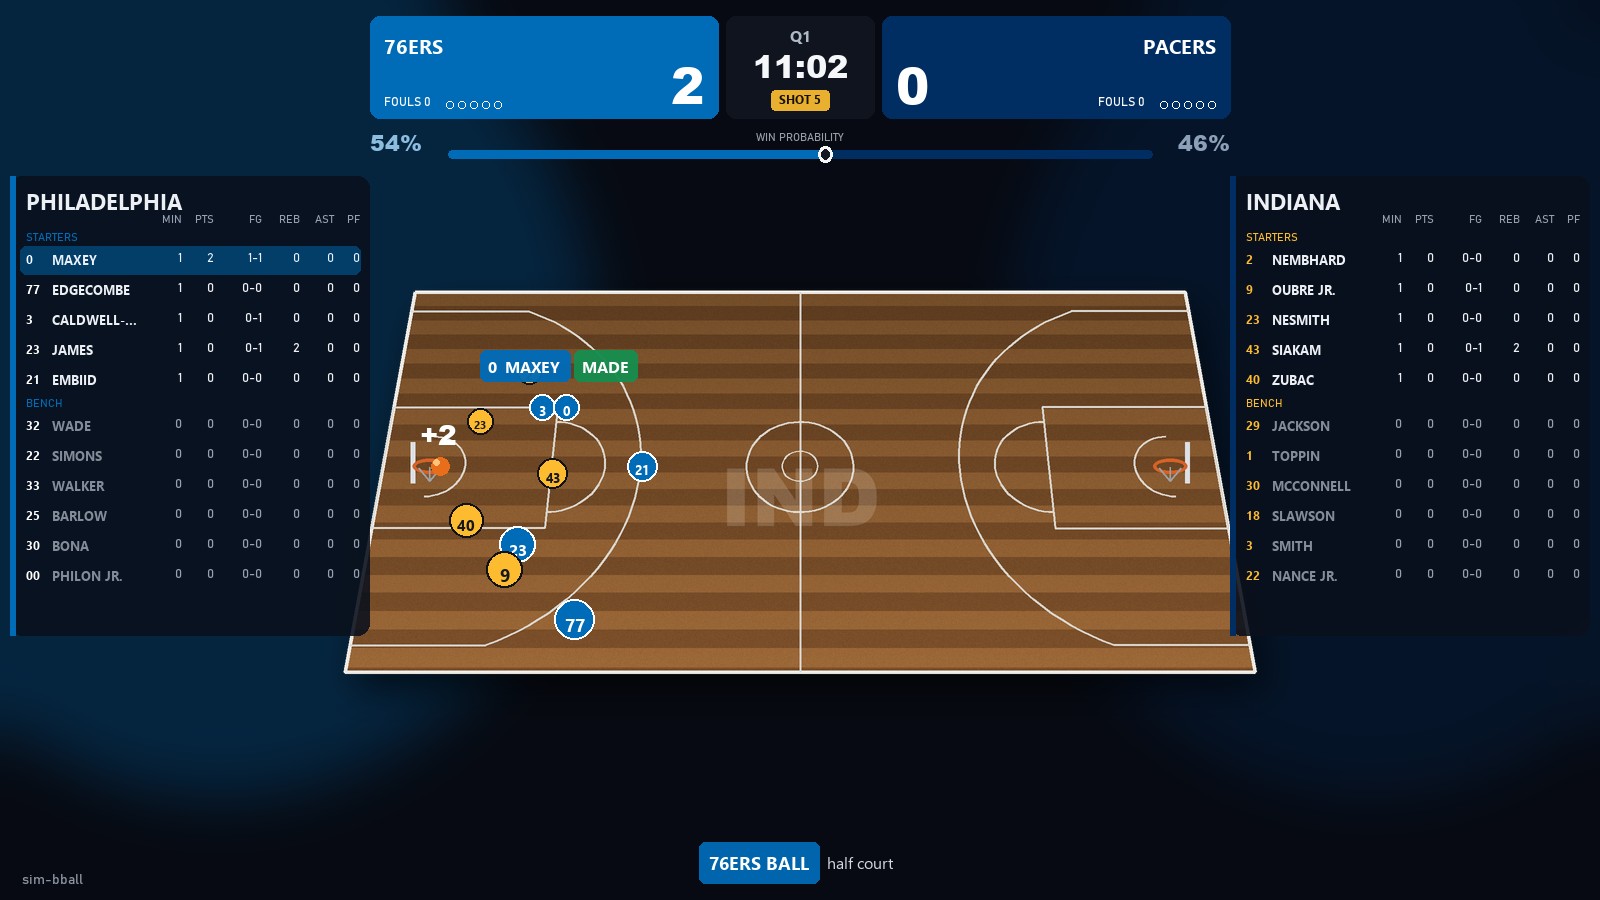 76ERS
2
FOULS 0
Q1
11:02
SHOT 5
PACERS
0
FOULS 0
54%
WIN PROBABILITY
46%
PHILADELPHIA
MIN PTS FG REB AST PF
STARTERS
0 MAXEY 1 2 1-1 0 0 0
77 EDGECOMBE 1 0 0-0 0 0 0
3 CALDWELL-... 1 0 0-1 0 0 0
23 JAMES 1 0 0-1 2 0 0
21 EMBIID 1 0 0-0 0 0 0
BENCH
32 WADE 0 0 0-0 0 0 0
22 SIMONS 0 0 0-0 0 0 0
33 WALKER 0 0 0-0 0 0 0
25 BARLOW 0 0 0-0 0 0 0
30 BONA 0 0 0-0 0 0 0
00 PHILON JR. 0 0 0-0 0 0 0
INDIANA
MIN PTS FG REB AST PF
STARTERS
2 NEMBHARD 1 0 0-0 0 0 0
9 OUBRE JR. 1 0 0-1 0 0 0
23 NESMITH 1 0 0-0 0 0 0
43 SIAKAM 1 0 0-1 2 0 0
40 ZUBAC 1 0 0-0 0 0 0
BENCH
29 JACKSON 0 0 0-0 0 0 0
1 TOPPIN 0 0 0-0 0 0 0
30 MCCONNELL 0 0 0-0 0 0 0
18 SLAWSON 0 0 0-0 0 0 0
3 SMITH 0 0 0-0 0 0 0
22 NANCE JR. 0 0 0-0 0 0 0
0 MAXEY MADE
3 0
23
+2
43
21
IND
40
23
9
77
76ERS BALL half court
sim-bball